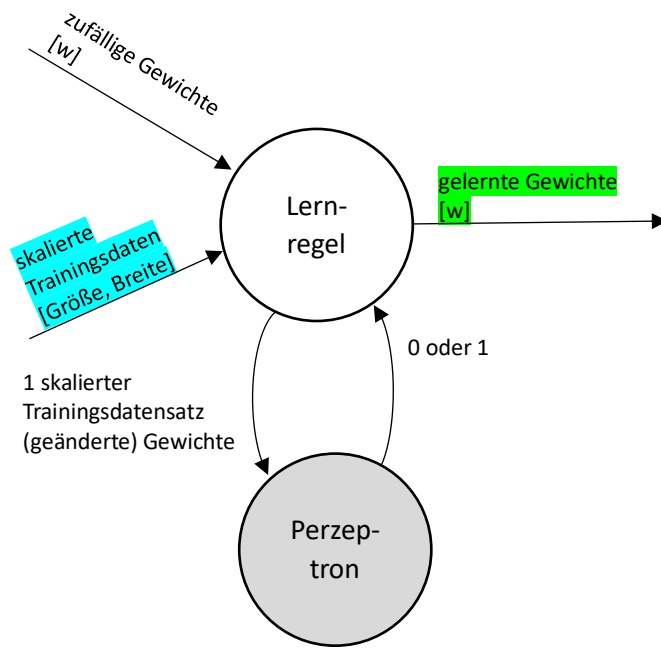 zufällige Gewichte
[w]
skalierte
Trainingsdaten
[Größe, Breite]
Lern-
regel
gelernte Gewichte
[w]
0 oder 1
1 skalierter
Trainingsdatensatz
(geänderte) Gewichte
Perzep-
tron